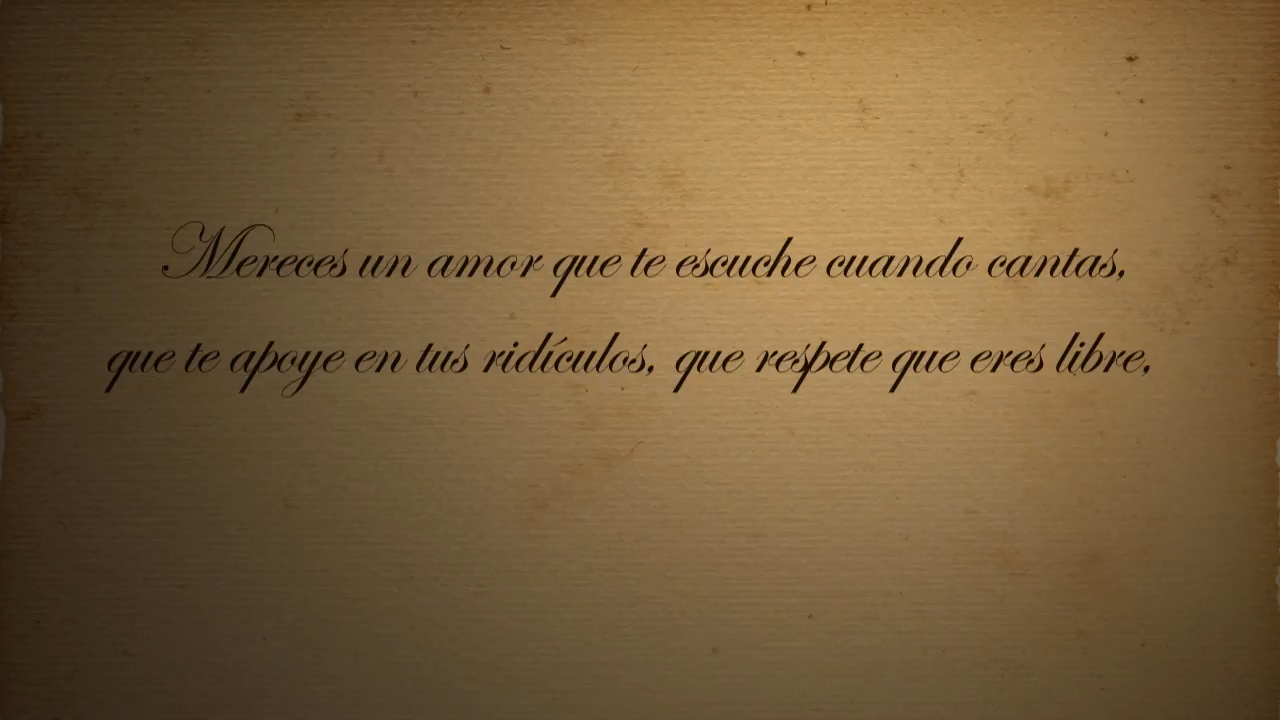 Mereces un amor que te escuche cuando cantas,
que te apoye en tus ridículos, que respete que eres libre,